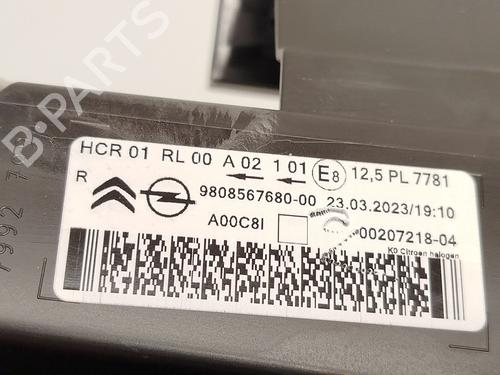 B-PARTS
HCR 01 RL 00 A 02 1 01 E8 12,5 PL 7781
R 9808567680-00 23.03.2023/19:10
A00C8I 00207218-04
K0 Citroen halogen